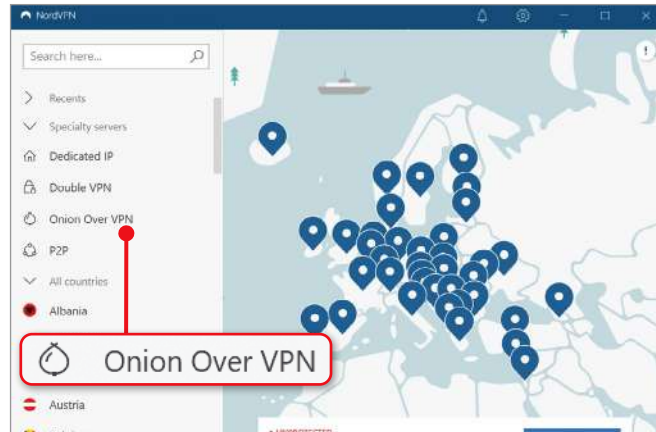 NordVPN
Search here...
Recents
Specialty servers
Dedicated IP
Double VPN
Onion Over VPN
P2P
All countries
Albania
Onion Over VPN
Austria
UNPROTECTED